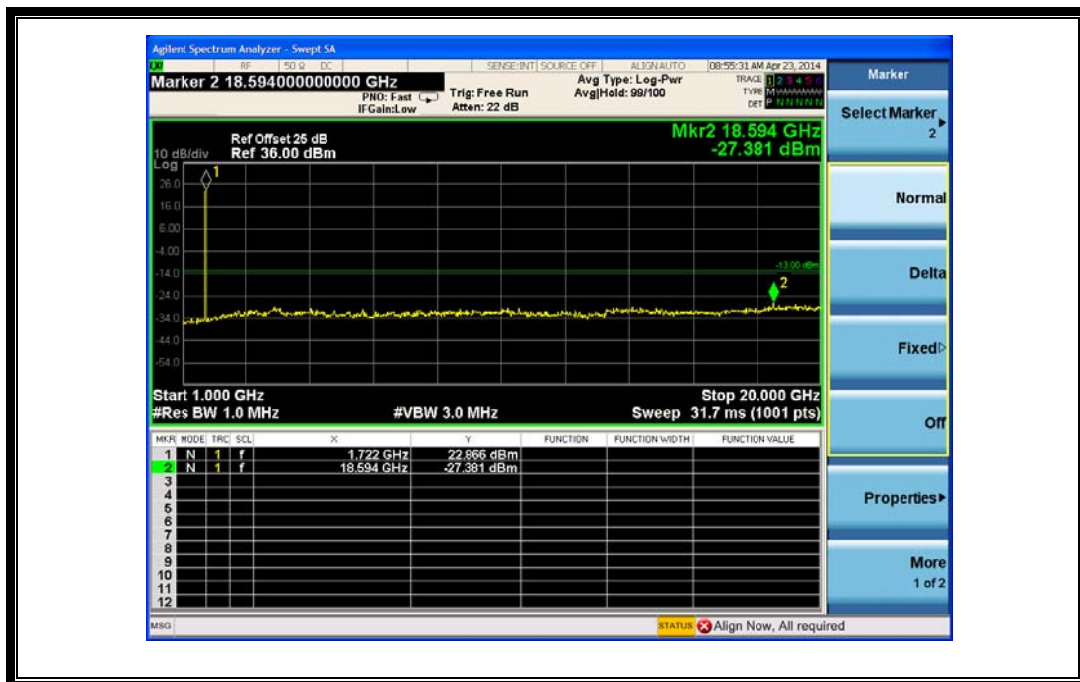 Agilent Spectrum Analyzer - Swept SA
RF 50 Ω DC SENSE:INT SOURCE OFF ALIGN AUTO 08:55:31 AM Apr 23, 2014
Marker 2 18.594000000000 GHz
PNO: Fast
IFGain:Low
Trig: Free Run
Atten: 22 dB
Avg Type: Log-Pwr
Avg|Hold: 99/100
TRACE 1 2 3 4 5 6
TYPE M
DET P N N N N N
Ref Offset 25 dB
10 dB/div Ref 36.00 dBm
Log
Mkr2 18.594 GHz
-27.381 dBm
26.0
16.0
6.00
-4.00
-14.0
-24.0
-34.0
-44.0
-54.0
1
-13.00 dBm
2
Start 1.000 GHz Stop 20.000 GHz
#Res BW 1.0 MHz #VBW 3.0 MHz Sweep 31.7 ms (1001 pts)
MKR MODE TRC SCL X Y FUNCTION FUNCTION WIDTH FUNCTION VALUE
1 N 1 f 1.722 GHz 22.866 dBm
2 N 1 f 18.594 GHz -27.381 dBm
3
4
5
6
7
8
9
10
11
12
MSG STATUS Align Now, All required
Marker
Select Marker
2
Normal
Delta
Fixed
Off
Properties
More
1 of 2